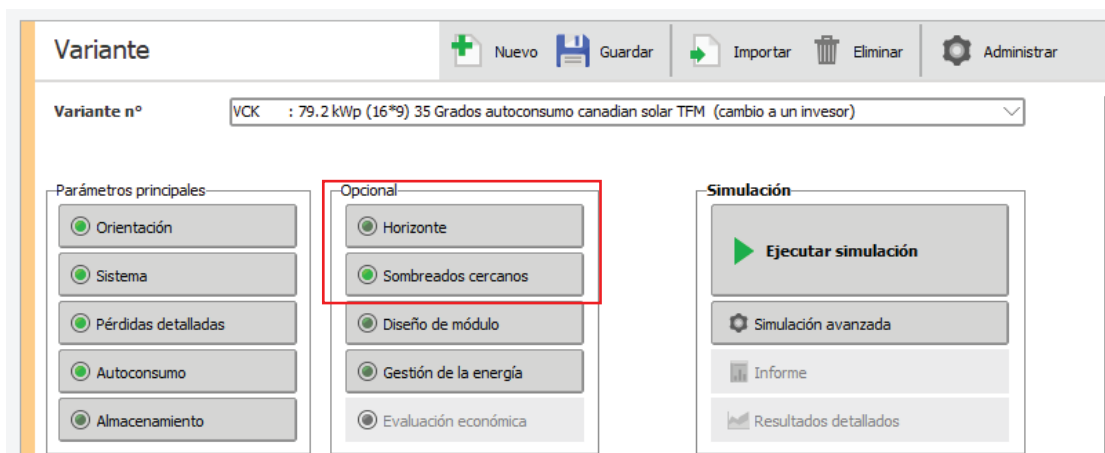 Variante
Nuevo
Guardar
Importar
Eliminar
Administrar
Variante nº
VCK : 79.2 kWp (16*9) 35 Grados autoconsumo canadian solar TFM (cambio a un invesor)
Parámetros principales
Orientación
Sistema
Pérdidas detalladas
Autoconsumo
Almacenamiento
Opcional
Horizonte
Sombreados cercanos
Diseño de módulo
Gestión de la energía
Evaluación económica
Simulación
Ejecutar simulación
Simulación avanzada
Informe
Resultados detallados